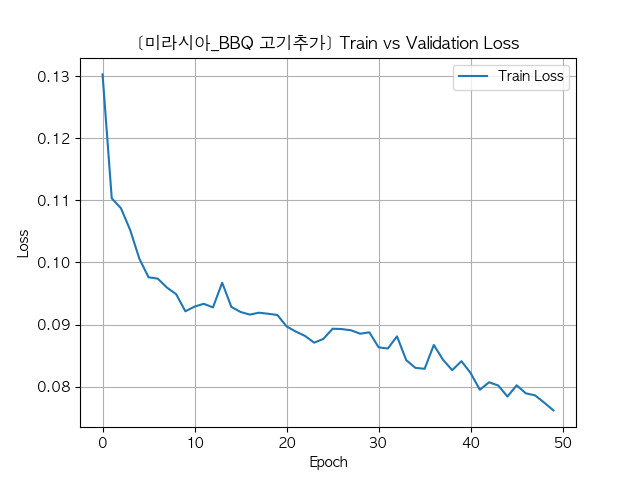 [미라시아_BBQ 고기추가] Train vs Validation Loss
Train Loss
0.13
0.12
0.11
0.10
0.09
0.08
Loss
0 10 20 30 40 50
Epoch